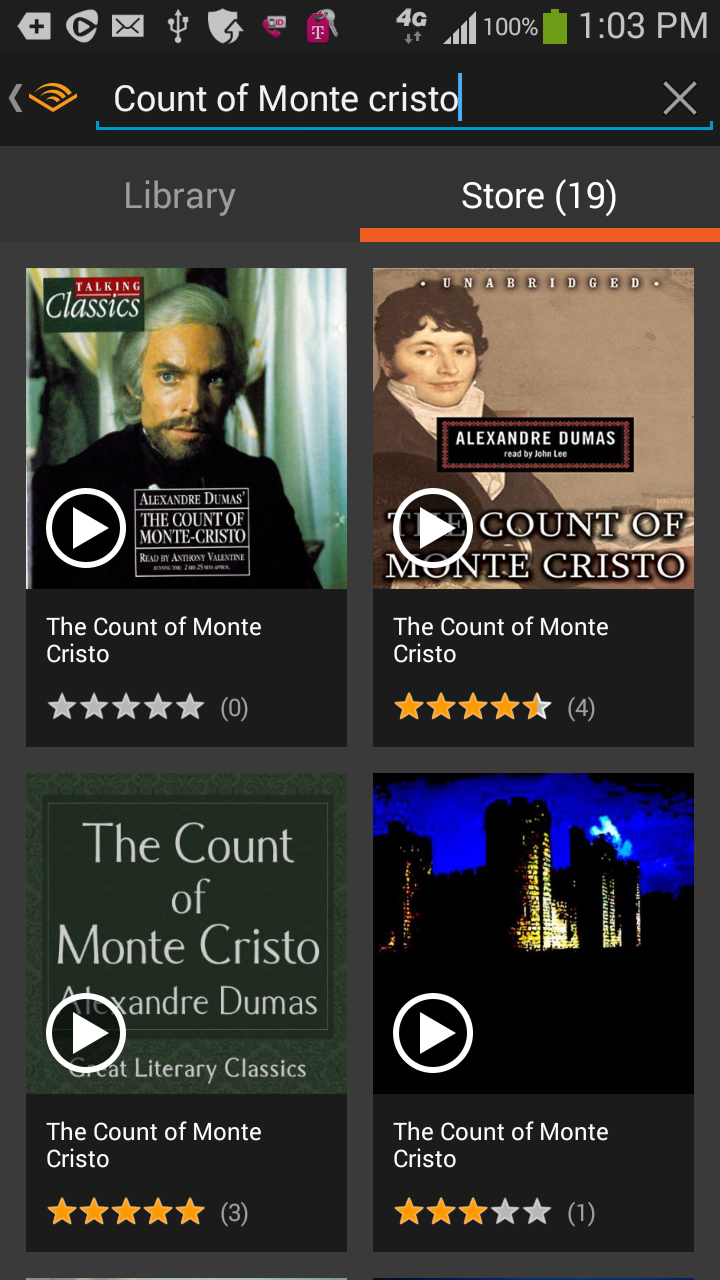 4G 100% 1:03 PM
Count of Monte cristo
Library
Store (19)
TALKING
Classics
ALEXANDRE DUMAS'
THE COUNT OF
MONTE-CRISTO
READ BY ANTHONY VALENTINE
RUNNING TIME: 2 HRS 25 MINS APPROX.
The Count of Monte
Cristo
(0)
• UNABRIDGED •
ALEXANDRE DUMAS
read by John Lee
THE COUNT OF
MONTE CRISTO
The Count of Monte
Cristo
(4)
The Count
of
Monte Cristo
Alexandre Dumas
Great Literary Classics
The Count of Monte
Cristo
(3)
The Count of Monte
Cristo
(1)